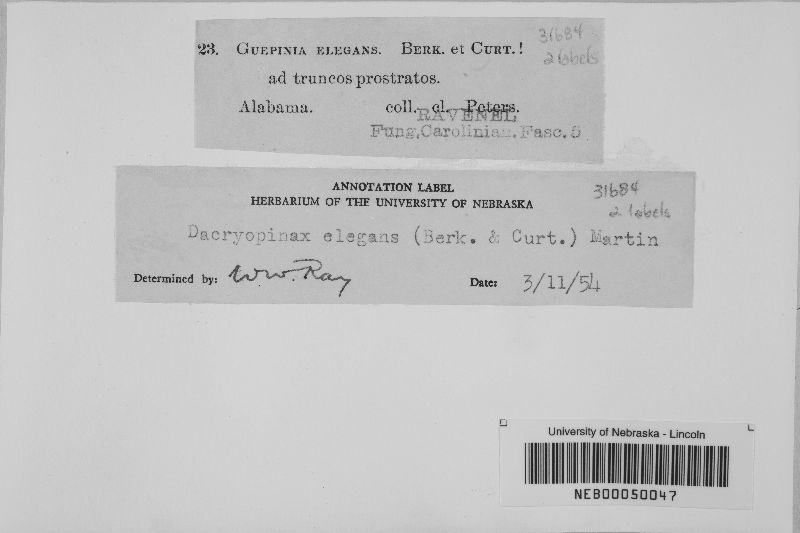 23. GUEPINIA ELEGANS. BERK. et CURT.!
31684
2 labels
ad truncos prostratos.
Alabama. coll. cl. Peters.
RAVENEL,
Fung. Carolinian. Fasc. 5
ANNOTATION LABEL
31684
HERBARIUM OF THE UNIVERSITY OF NEBRASKA
2 labels
Dacryopinax elegans (Berk. & Curt.) Martin
Determined by: W.W. Ray Date: 3/11/54
University of Nebraska - Lincoln
NEB00050047